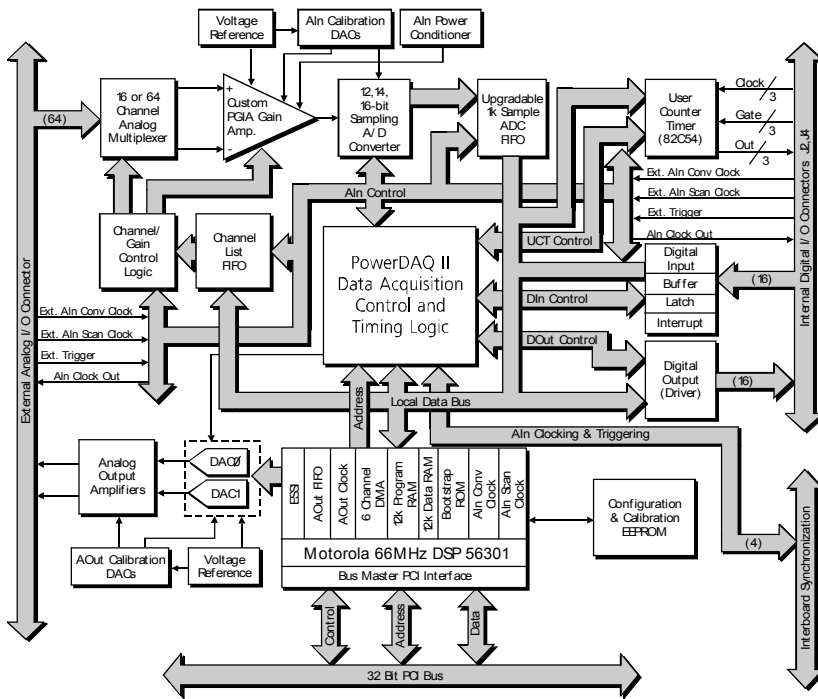 Voltage
Reference
AIn Calibration
DACs
AIn Power
Conditioner
(64)
16 or 64
Channel
Analog
Multiplexer
+
-
Custom
PGIA Gain
Amp.
12,14,
16-bit
Sampling
A/D
Converter
Upgradable
1k Sample
ADC
FIFO
User
Counter
Timer
(82C54)
Clock
3
Gate
3
Out
3
Ext. AIn Conv Clock
Ext. AIn Scan Clock
Ext. Trigger
AIn Clock Out
AIn Control
Channel/
Gain
Control
Logic
Channel
List
FIFO
PowerDAQ II
Data Acquisition
Control and
Timing Logic
UCT Control
DIn Control
DOut Control
Digital
Input
Buffer
Latch
Interrupt
(16)
Digital
Output
(Driver)
(16)
Internal Digital I/O Connectors J2,J4
External Analog I/O Connector
Ext. AIn Conv Clock
Ext. AIn Scan Clock
Ext. Trigger
AIn Clock Out
Address
Local Data Bus
AIn Clocking & Triggering
Analog
Output
Amplifiers
DAC0
DAC1
AOut Calibration
DACs
Voltage
Reference
ESSI
AOut FIFO
AOut Clock
6 Channel
DMA
12k Program
RAM
12k Data RAM
Bootstrap
ROM
AIn Conv
Clock
AIn Scan
Clock
Motorola 66MHz DSP 56301
Bus Master PCI Interface
Configuration
& Calibration
EEPROM
(4)
Interboard Synchronization
Control
Address
Data
32 Bit PCI Bus